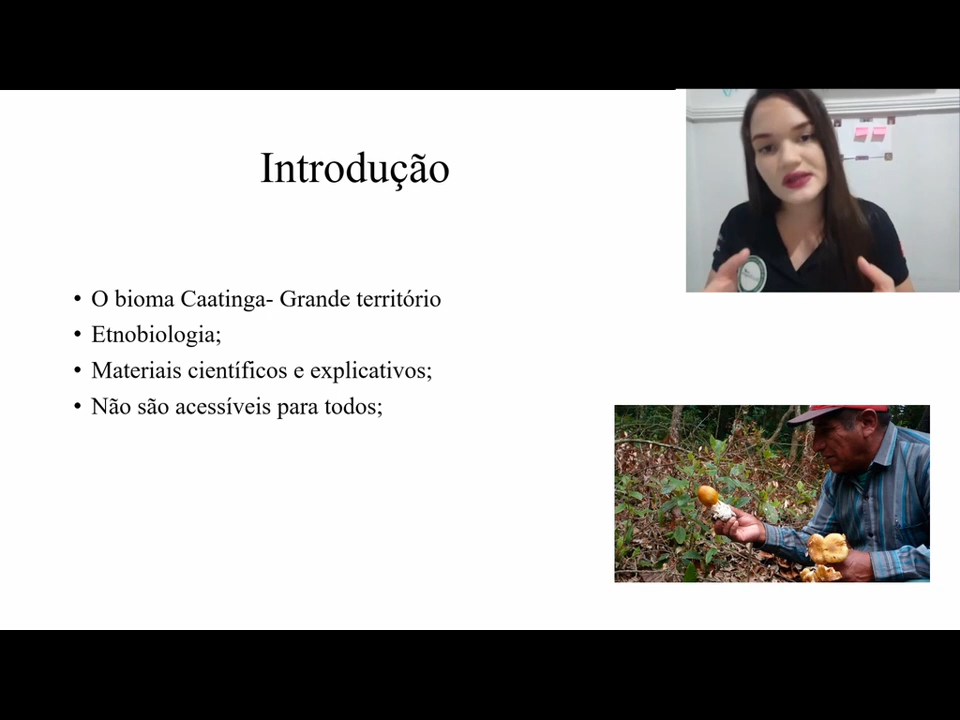 Introdução
• O bioma Caatinga- Grande território
• Etnobiologia;
• Materiais científicos e explicativos;
• Não são acessíveis para todos;